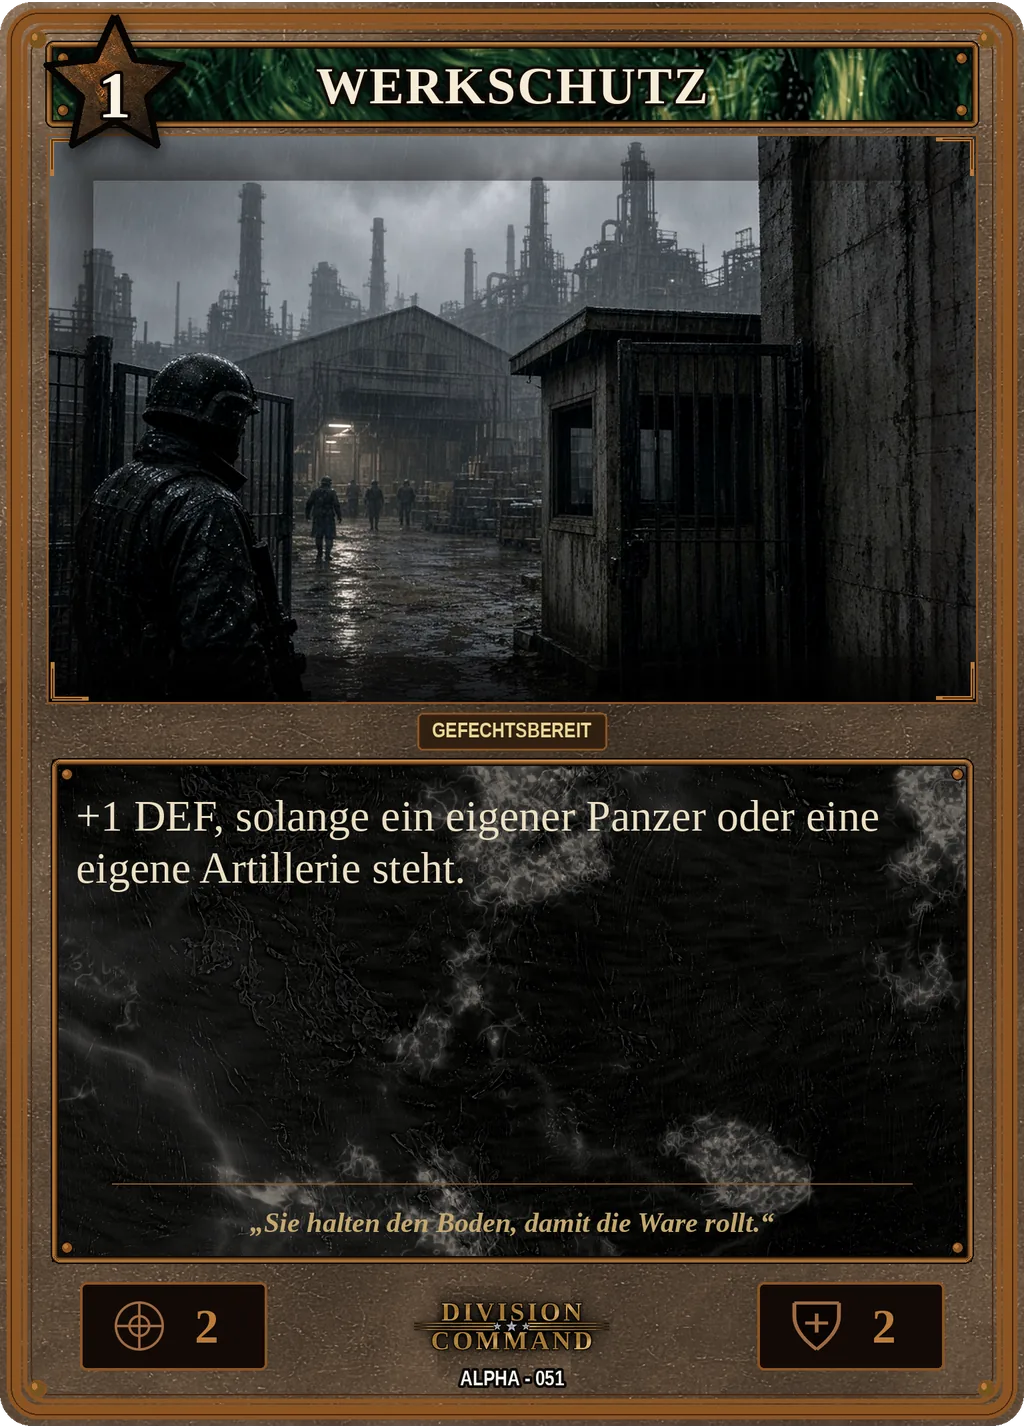 1
WERKSCHUTZ
GEFECHTSBEREIT
+1 DEF, solange ein eigener Panzer oder eine
eigene Artillerie steht.
„Sie halten den Boden, damit die Ware rollt.“
2
DIVISION
COMMAND
2
ALPHA - 051